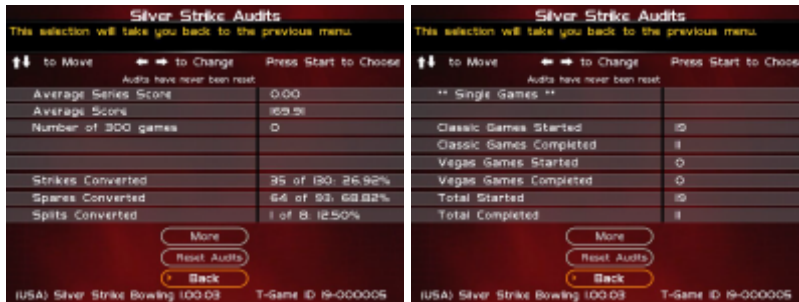 Silver Strike Audits
This selection will take you back to the previous menu.
to Move
to Change
Press Start to Choose
Audits have never been reset
Average Series Score 0.00
Average Score 169.91
Number of 300 games 0
Strikes Converted 35 of 130: 26.92%
Spares Converted 64 of 93: 68.82%
Splits Converted 1 of 8: 12.50%
More
Reset Audits
Back
(USA) Silver Strike Bowling 1.00.03
T-Game ID 19-000005
Silver Strike Audits
This selection will take you back to the previous menu.
to Move
to Change
Press Start to Choos
Audits have never been reset
** Single Games **
Classic Games Started 19
Classic Games Completed 11
Vegas Games Started 0
Vegas Games Completed 0
Total Started 19
Total Completed 11
More
Reset Audits
Back
(USA) Silver Strike Bowling 1.00.03
T-Game ID 19-000005